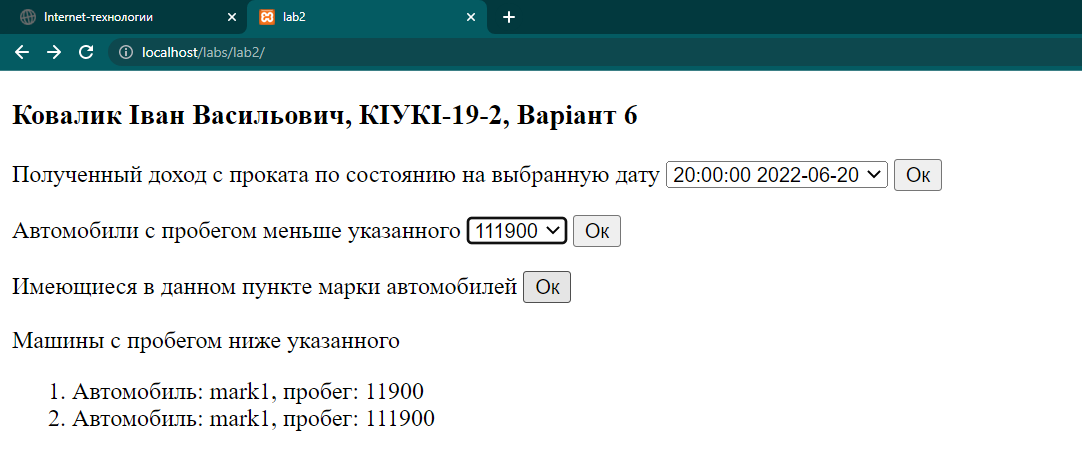 Internet-технологии
lab2
localhost/labs/lab2/
Ковалик Іван Васильович, КІУКІ-19-2, Варіант 6
Полученный доход с проката по состоянию на выбранную дату 20:00:00 2022-06-20 Ок
Автомобили с пробегом меньше указанного 111900 Ок
Имеющиеся в данном пункте марки автомобилей Ок
Машины с пробегом ниже указанного
1. Автомобиль: mark1, пробег: 11900
2. Автомобиль: mark1, пробег: 111900